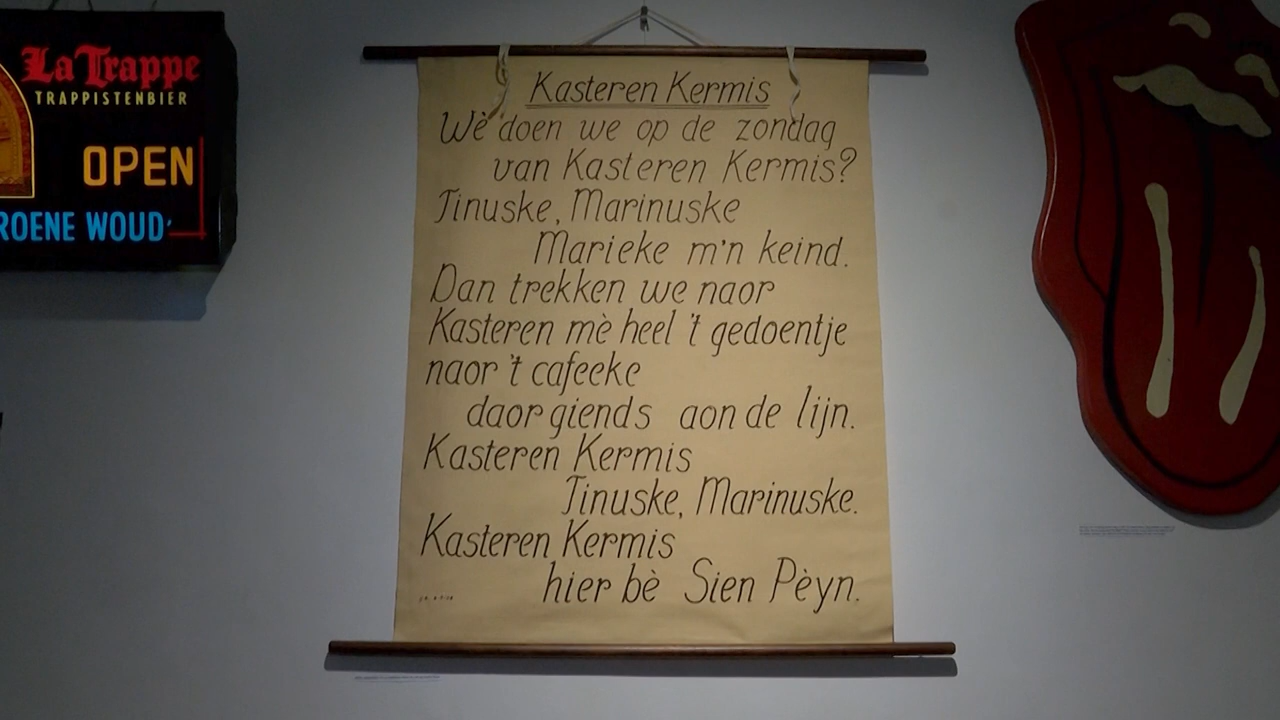 La Trappe
TRAPPISTENBIER
OPEN
ROENE WOUD'
Kasteren Kermis
Wè doen we op de zondag
van Kasteren Kermis?
Tinuske, Marinuske
Marieke m'n keind.
Dan trekken we naor
Kasteren mè heel 't gedoentje
naor 't cafeeke
daor giends aon de lijn.
Kasteren Kermis
Tinuske, Marinuske.
Kasteren Kermis
hier bè Sien Pèyn.